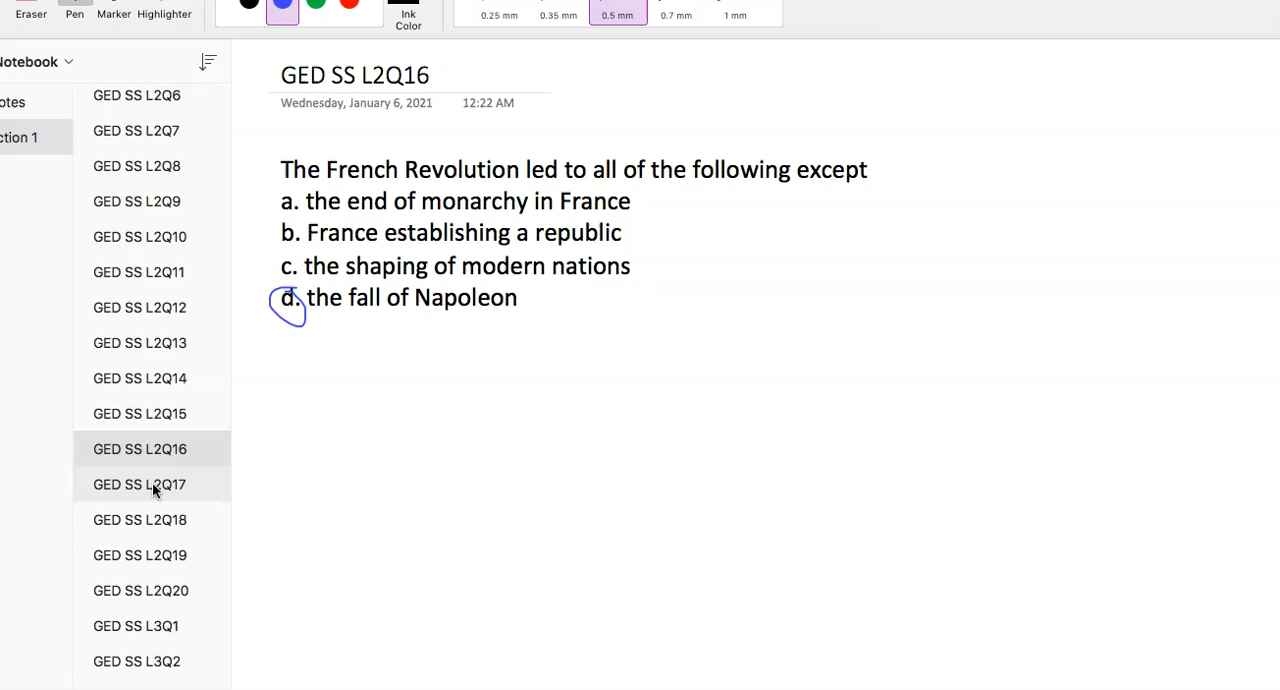 Eraser Pen Marker Highlighter Ink Color 0.25 mm 0.35 mm 0.5 mm 0.7 mm 1 mm
Notebook
otes
ction 1
GED SS L2Q6
GED SS L2Q7
GED SS L2Q8
GED SS L2Q9
GED SS L2Q10
GED SS L2Q11
GED SS L2Q12
GED SS L2Q13
GED SS L2Q14
GED SS L2Q15
GED SS L2Q16
GED SS L2Q17
GED SS L2Q18
GED SS L2Q19
GED SS L2Q20
GED SS L3Q1
GED SS L3Q2
GED SS L2Q16
Wednesday, January 6, 2021 12:22 AM
The French Revolution led to all of the following except
a. the end of monarchy in France
b. France establishing a republic
c. the shaping of modern nations
d. the fall of Napoleon